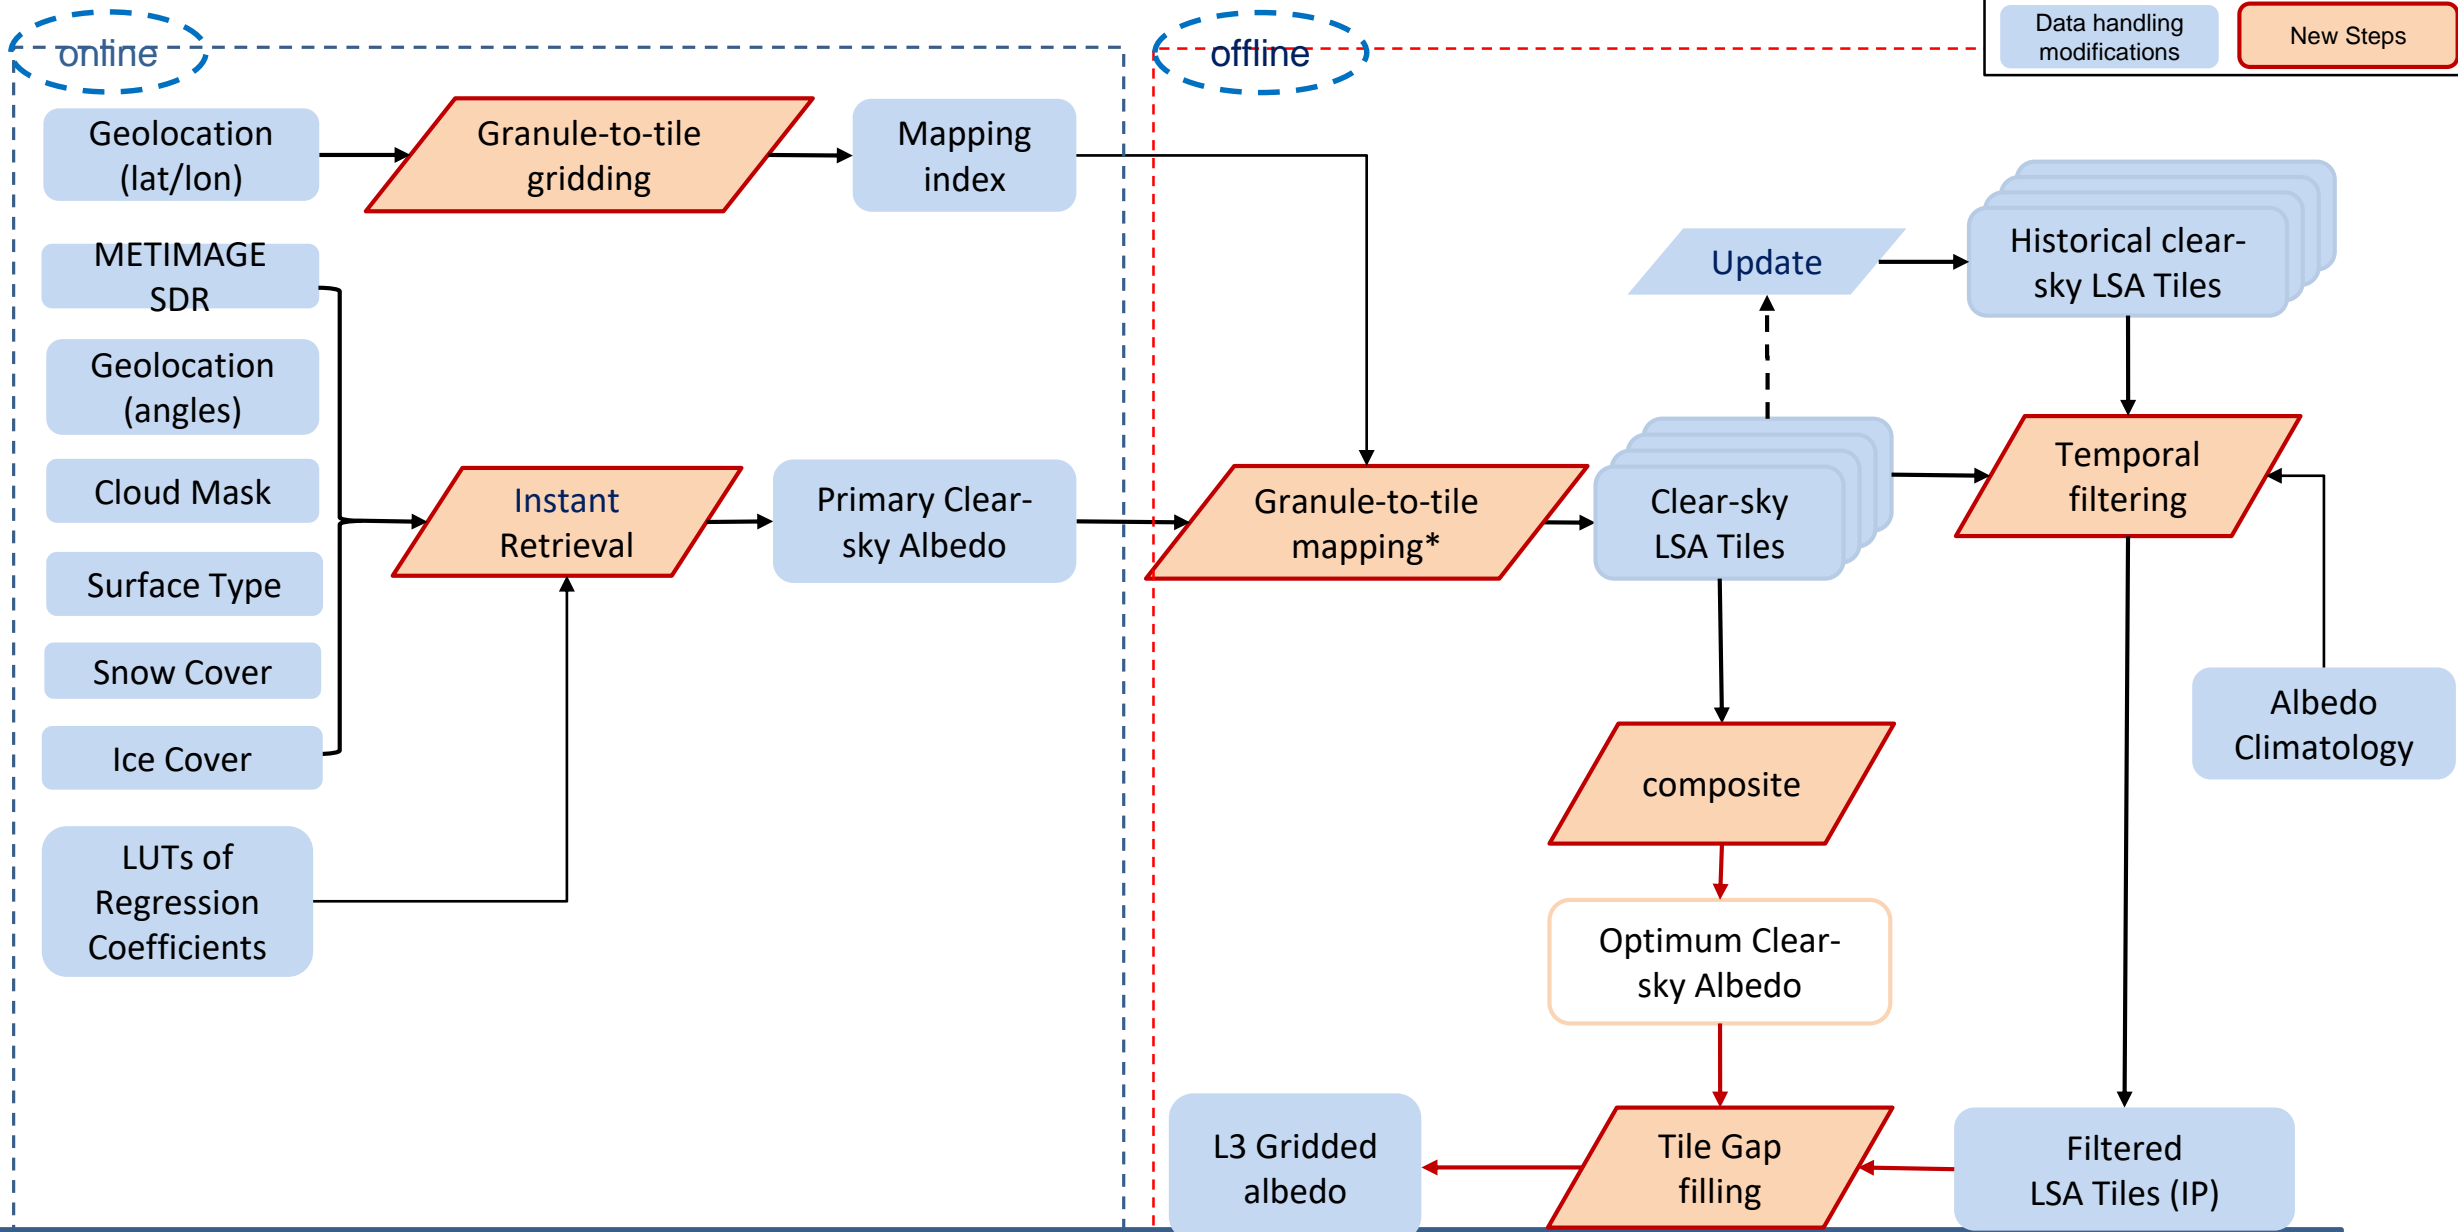 online
offline
Data handling
modifications
New Steps
Geolocation
(lat/lon)
Granule-to-tile
gridding
Mapping
index
METIMAGE
SDR
Geolocation
(angles)
Cloud Mask
Surface Type
Snow Cover
Ice Cover
LUTs of
Regression
Coefficients
Instant
Retrieval
Primary Clear-
sky Albedo
Granule-to-tile
mapping*
Clear-sky
LSA Tiles
Update
Historical clear-
sky LSA Tiles
Temporal
filtering
Albedo
Climatology
composite
Optimum Clear-
sky Albedo
L3 Gridded
albedo
Tile Gap
filling
Filtered
LSA Tiles (IP)